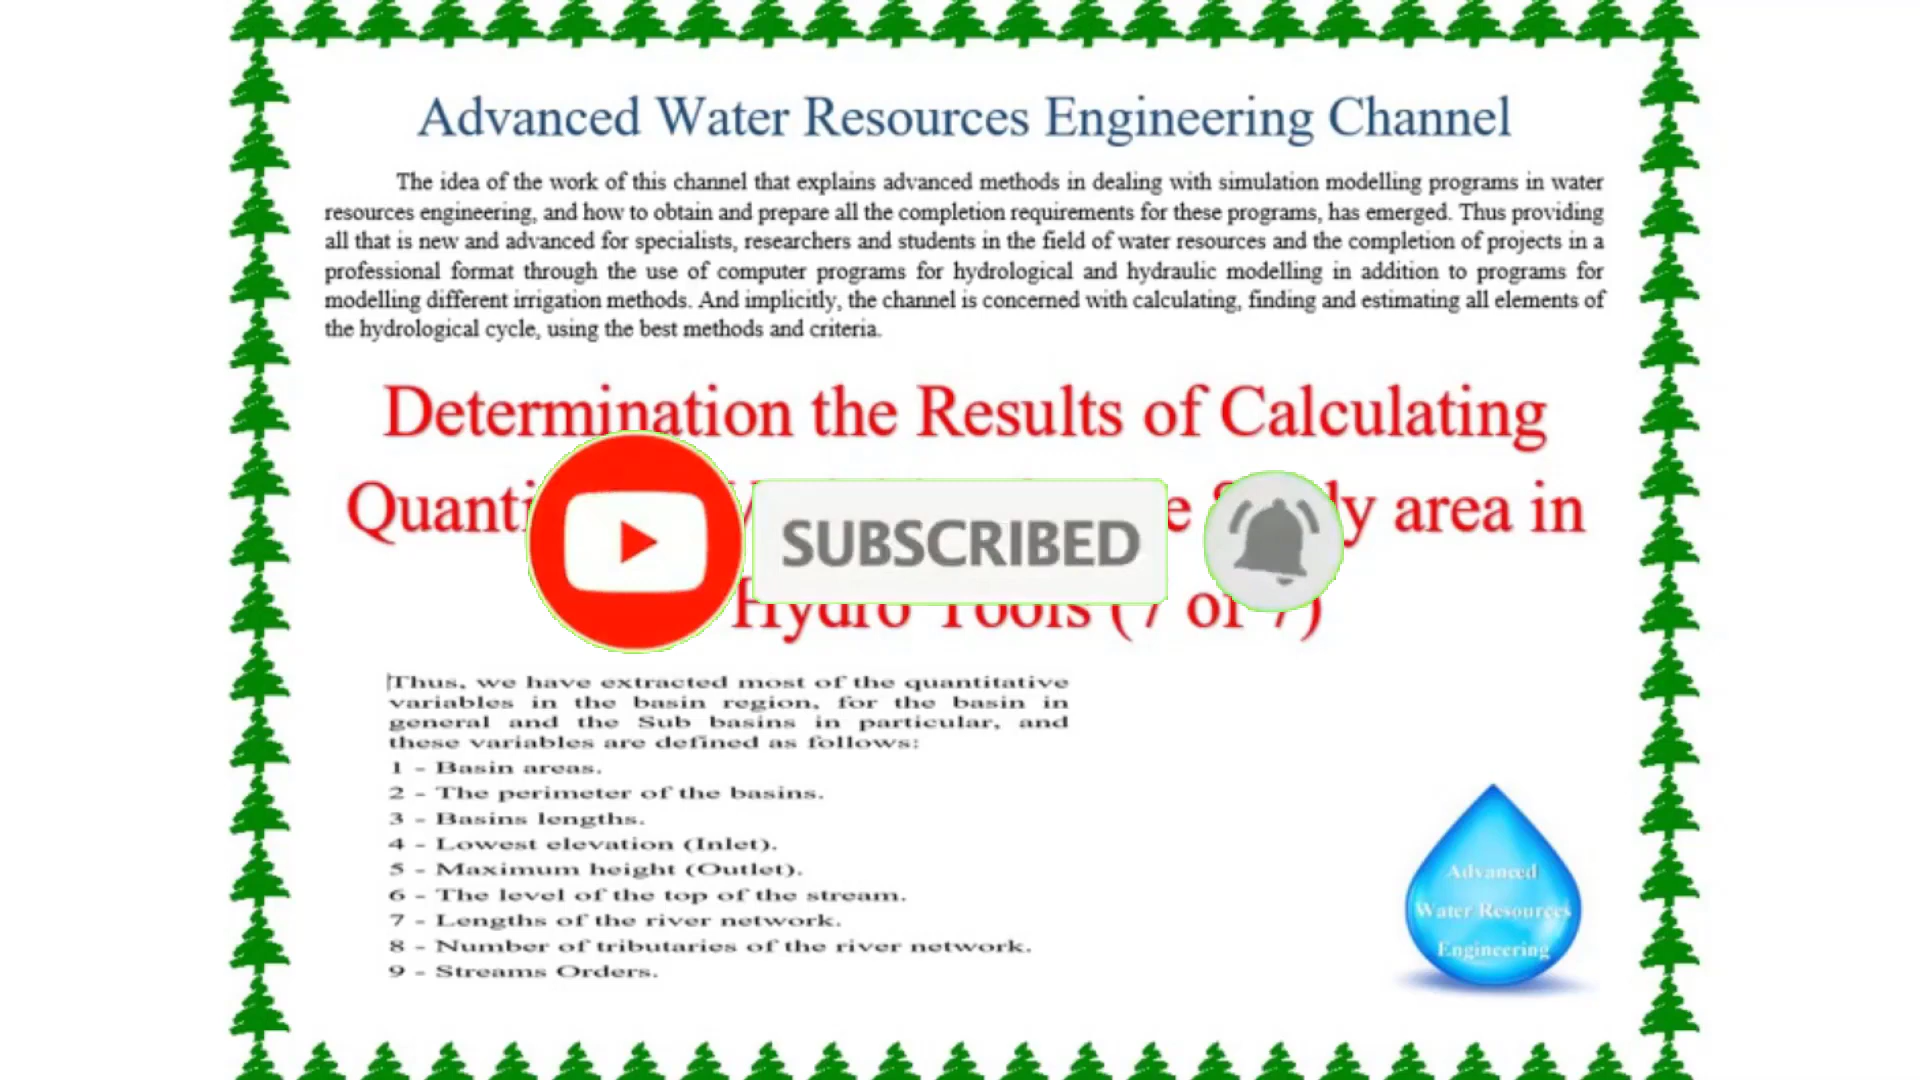 Advanced Water Resources Engineering Channel
The idea of the work of this channel that explains advanced methods in dealing with simulation modelling programs in water
resources engineering, and how to obtain and prepare all the completion requirements for these programs, has emerged. Thus providing
all that is new and advanced for specialists, researchers and students in the field of water resources and the completion of projects in a
professional format through the use of computer programs for hydrological and hydraulic modelling in addition to programs for
modelling different irrigation methods. And implicitly, the channel is concerned with calculating, finding and estimating all elements of
the hydrological cycle, using the best methods and criteria.
Determination the Results of Calculating
area in
SUBSCRIBED
Hydro Tools (7 of 7)
Thus, we have extracted most of the quantitative
variables in the basin region, for the basin in
general and the Sub basins in particular, and
these variables are defined as follows:
1 - Basin areas.
2 - The perimeter of the basins.
3 - Basins lengths.
4 - Lowest elevation (Inlet).
5 - Maximum height (Outlet).
6 - The level of the top of the stream.
7 - Lengths of the river network.
8 - Number of tributaries of the river network.
9 - Streams Orders.
Advanced
Water Resources
Engineering